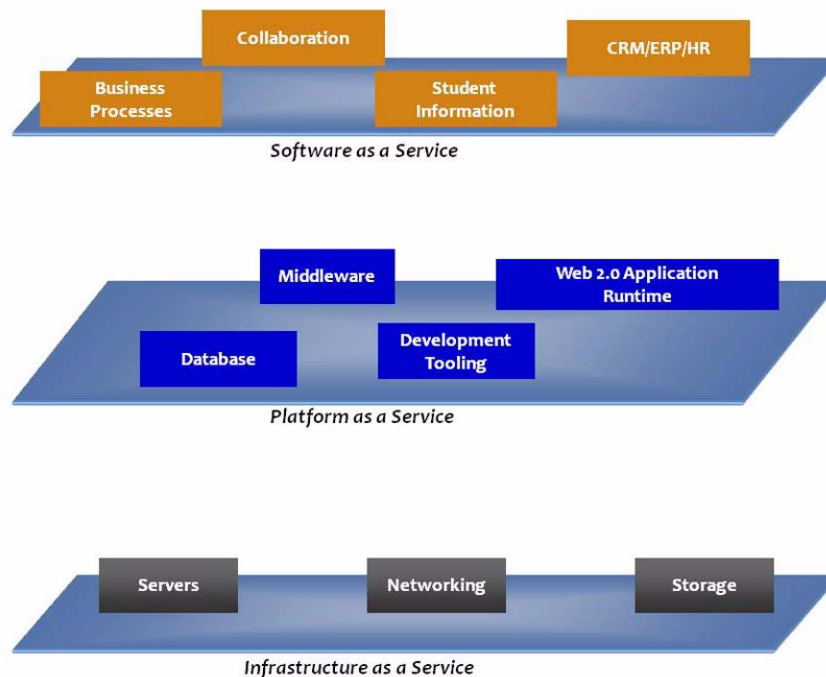 Collaboration
CRM/ERP/HR
Business
Processes
Student
Information
Software as a Service
Middleware
Web 2.0 Application
Runtime
Database
Development
Tooling
Platform as a Service
Servers
Networking
Storage
Infrastructure as a Service